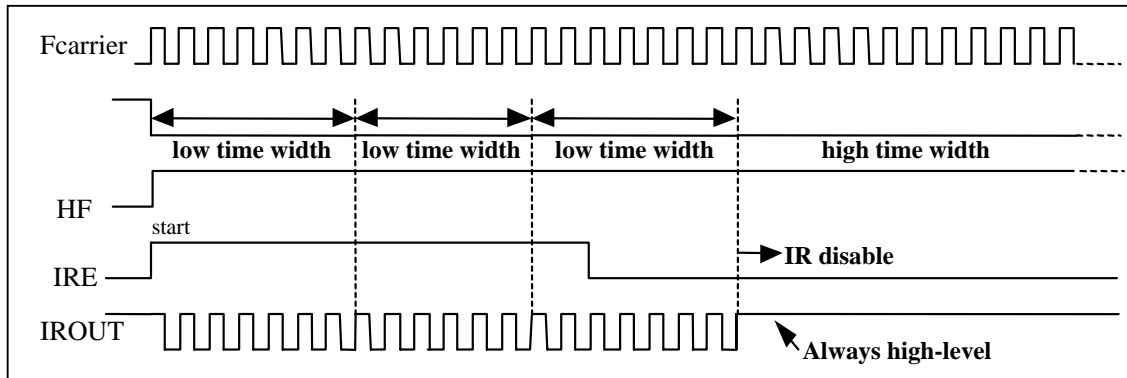 Fcarrier
low time width low time width low time width high time width
HF
start
IRE
IR disable
IROUT
Always high-level